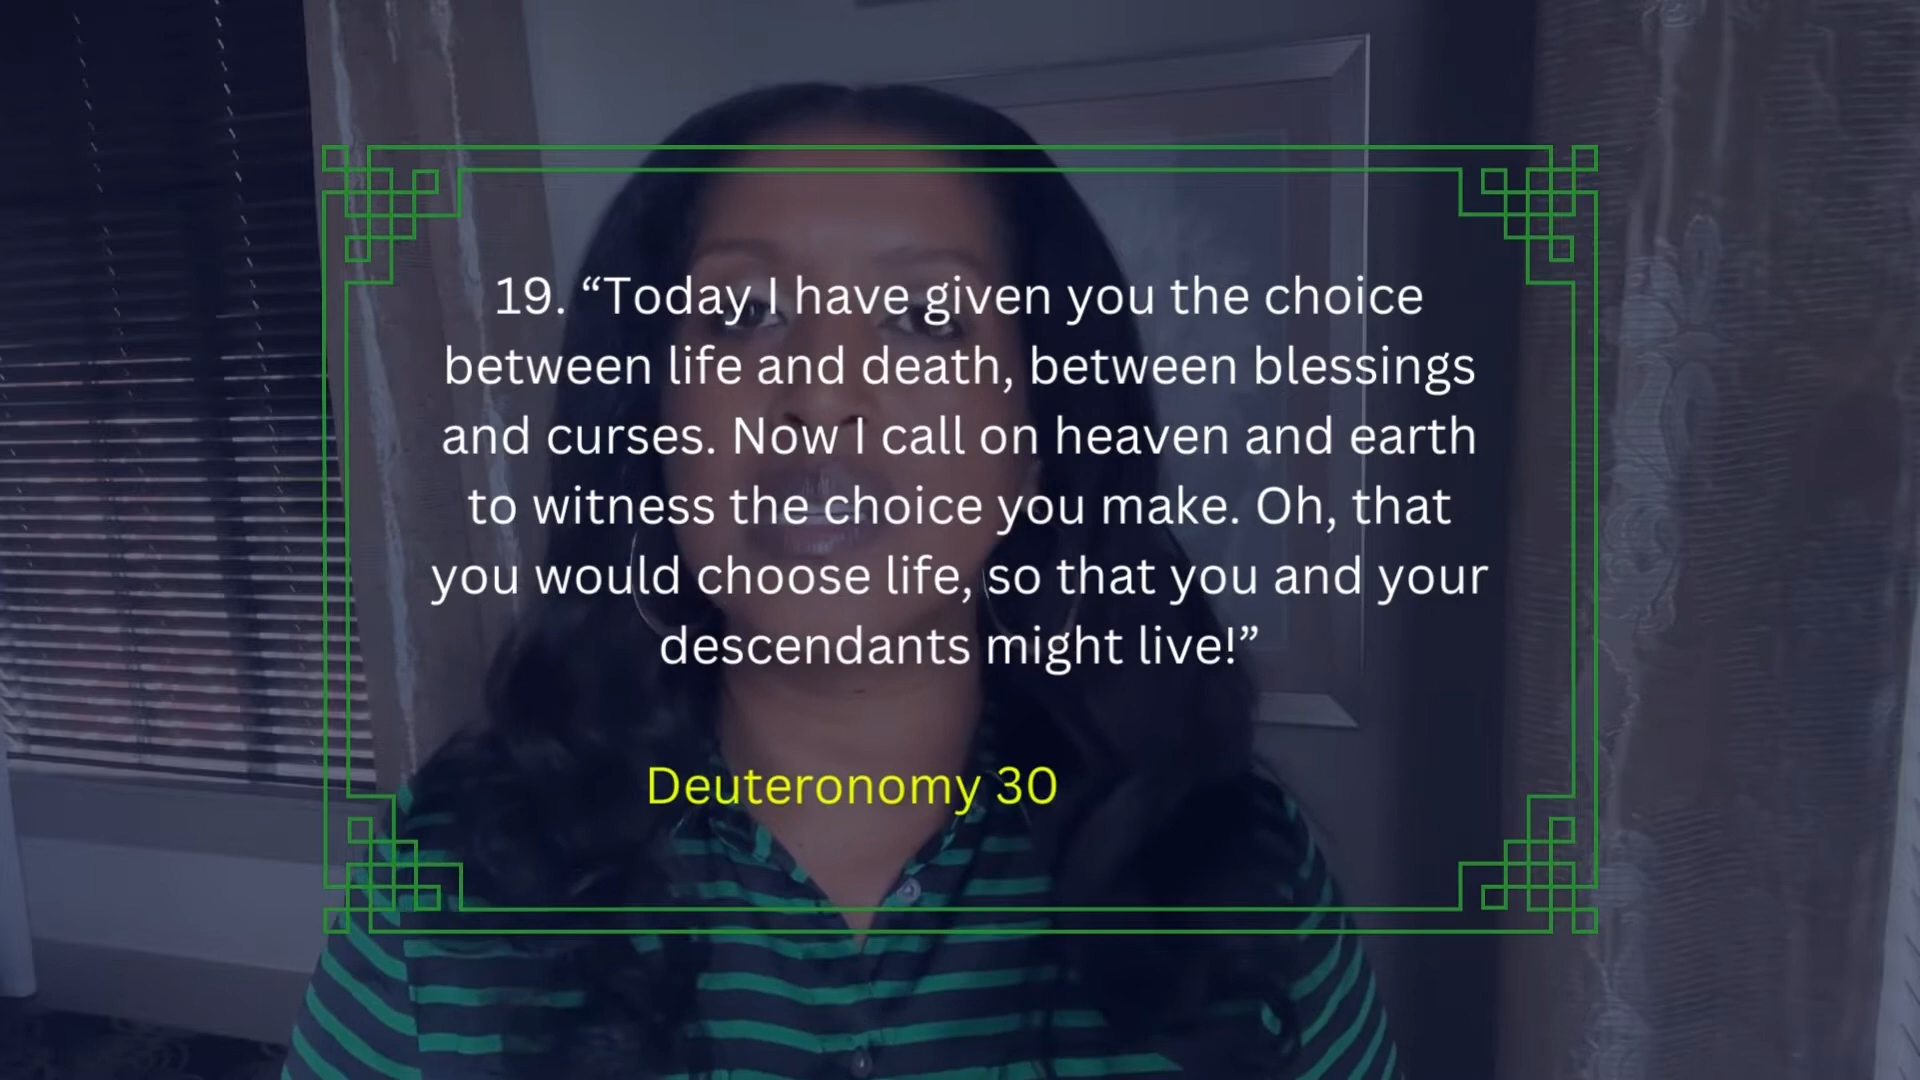 19. “Today I have given you the choice
between life and death, between blessings
and curses. Now I call on heaven and earth
to witness the choice you make. Oh, that
you would choose life, so that you and your
descendants might live!”
Deuteronomy 30